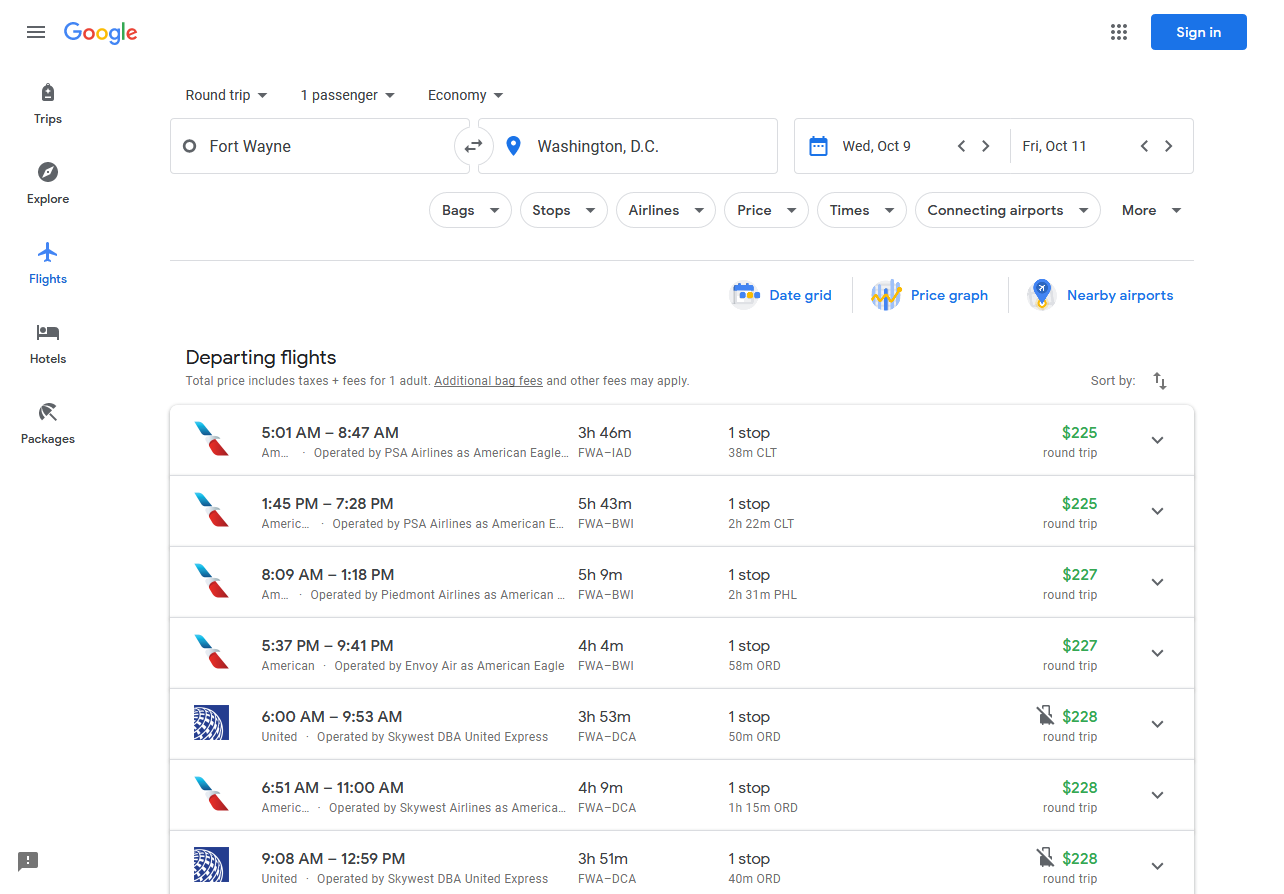 Google
Sign in
Trips
Explore
Flights
Hotels
Packages
Round trip 1 passenger Economy
Fort Wayne Washington, D.C. Wed, Oct 9 Fri, Oct 11
Bags Stops Airlines Price Times Connecting airports More
Date grid Price graph Nearby airports
Departing flights
Total price includes taxes + fees for 1 adult. Additional bag fees and other fees may apply. Sort by:
5:01 AM – 8:47 AM 3h 46m 1 stop $225
Am... · Operated by PSA Airlines as American Eagle... FWA–IAD 38m CLT round trip
1:45 PM – 7:28 PM 5h 43m 1 stop $225
Americ... · Operated by PSA Airlines as American E... FWA–BWI 2h 22m CLT round trip
8:09 AM – 1:18 PM 5h 9m 1 stop $227
Am... · Operated by Piedmont Airlines as American ... FWA–BWI 2h 31m PHL round trip
5:37 PM – 9:41 PM 4h 4m 1 stop $227
American · Operated by Envoy Air as American Eagle FWA–BWI 58m ORD round trip
6:00 AM – 9:53 AM 3h 53m 1 stop $228
United · Operated by Skywest DBA United Express FWA–DCA 50m ORD round trip
6:51 AM – 11:00 AM 4h 9m 1 stop $228
Americ... · Operated by Skywest Airlines as America... FWA–DCA 1h 15m ORD round trip
9:08 AM – 12:59 PM 3h 51m 1 stop $228
United · Operated by Skywest DBA United Express FWA–DCA 40m ORD round trip